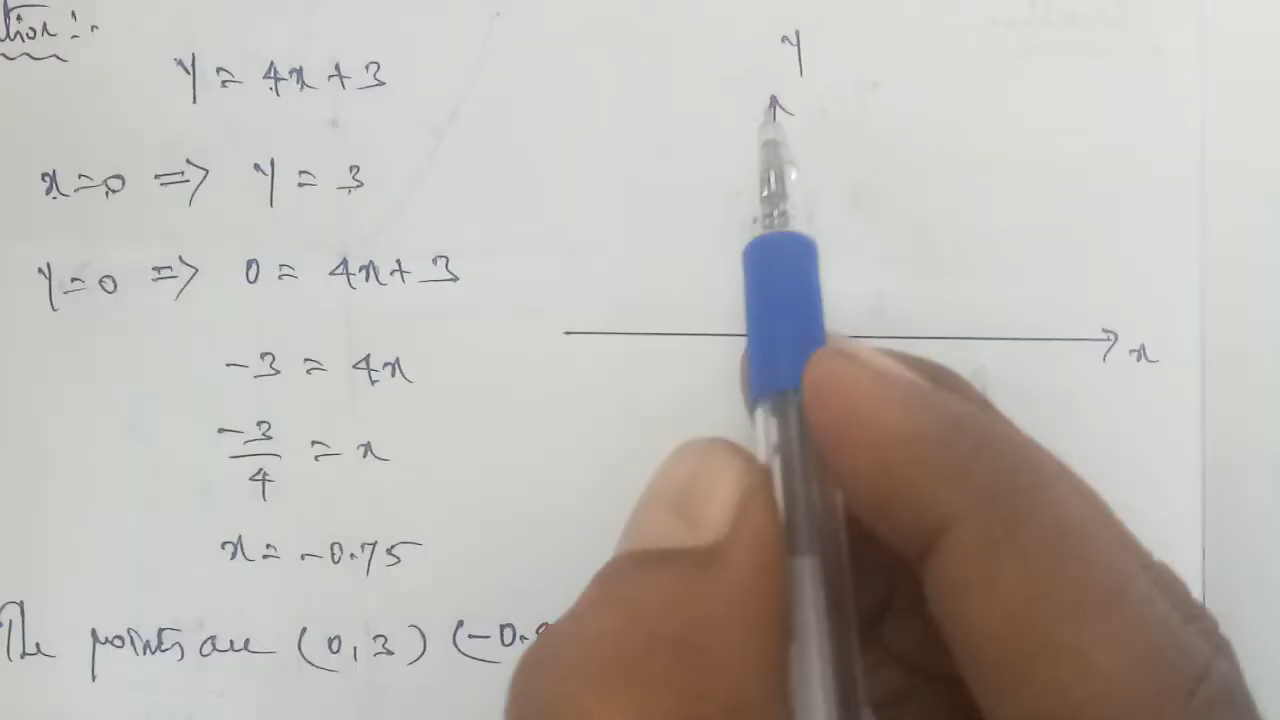 y = 4x + 3
x = 0 => y = 3
y = 0 => 0 = 4x + 3
-3 = 4x
-3/4 = x
x = -0.75
The points are (0, 3) (-0.
y
x